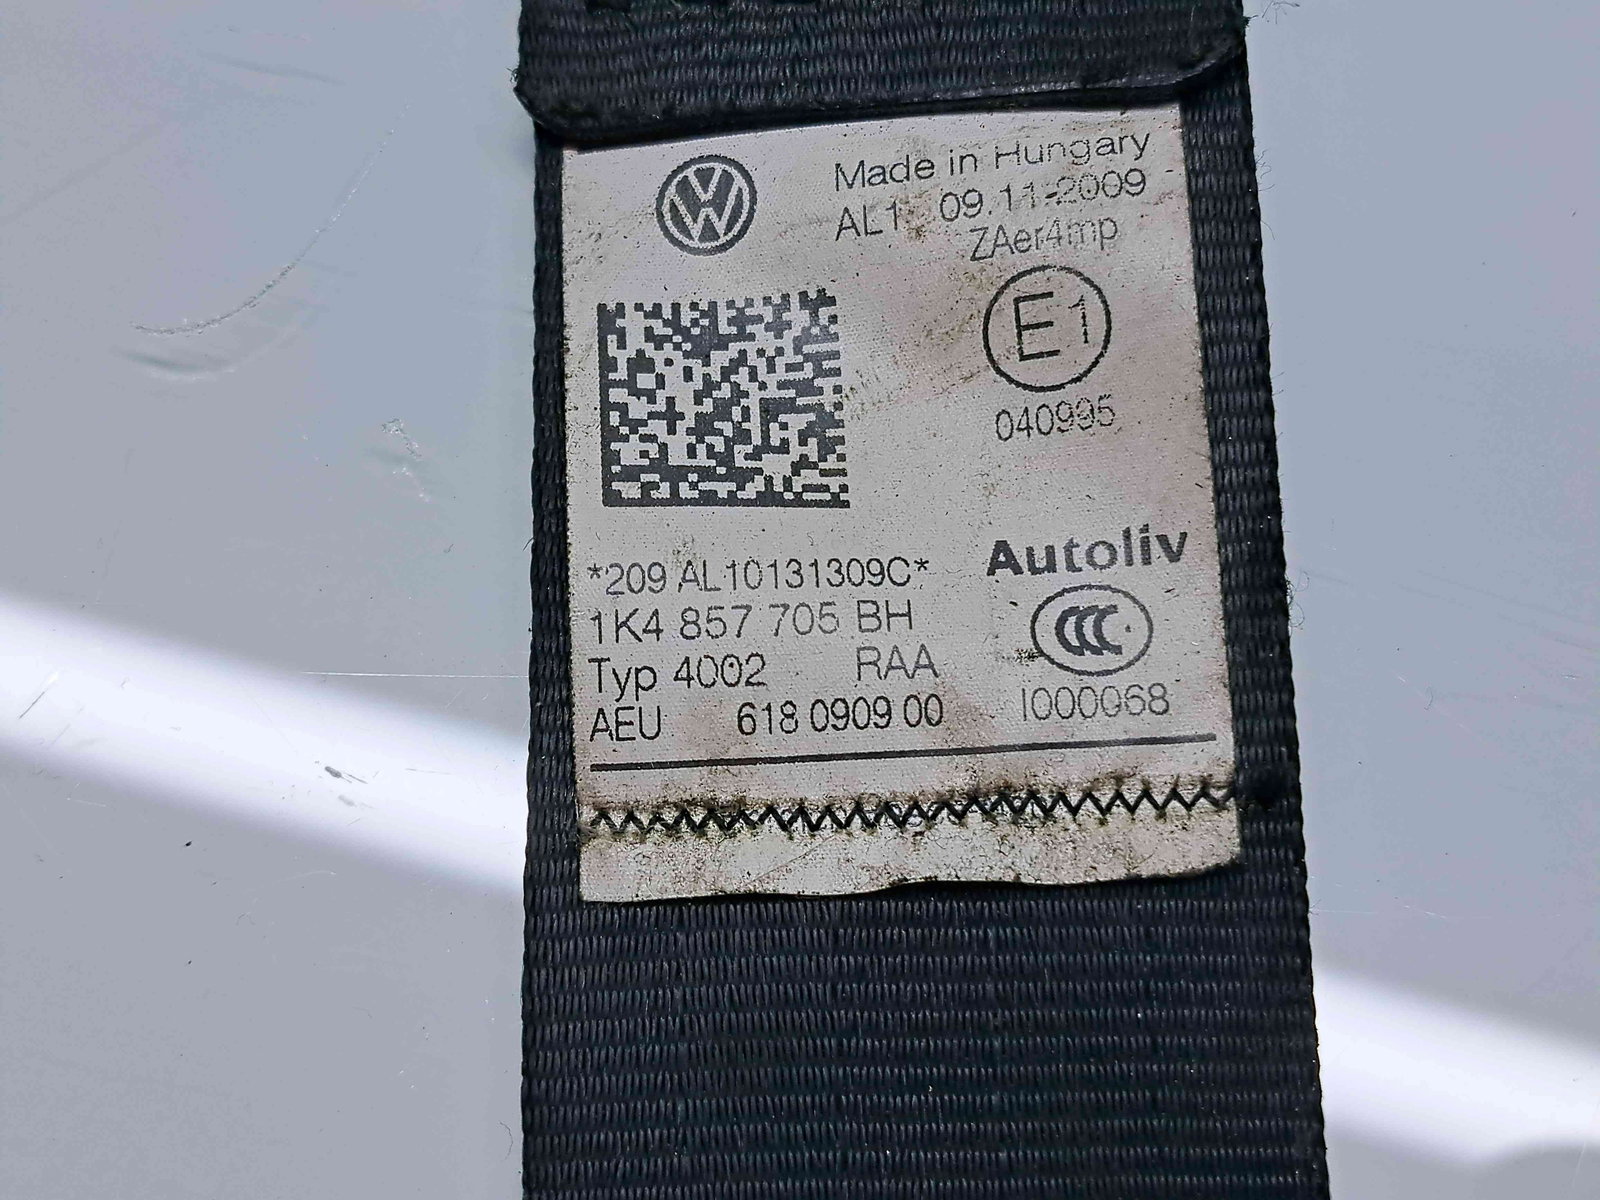 Made in Hungary
AL1 09.11.2009
ZAer4mp
E1
040995
Autoliv
*209 AL10131309C*
1K4 857 705 BH
CCC
Typ 4002 RAA
AEU 618 0909 00 I000068